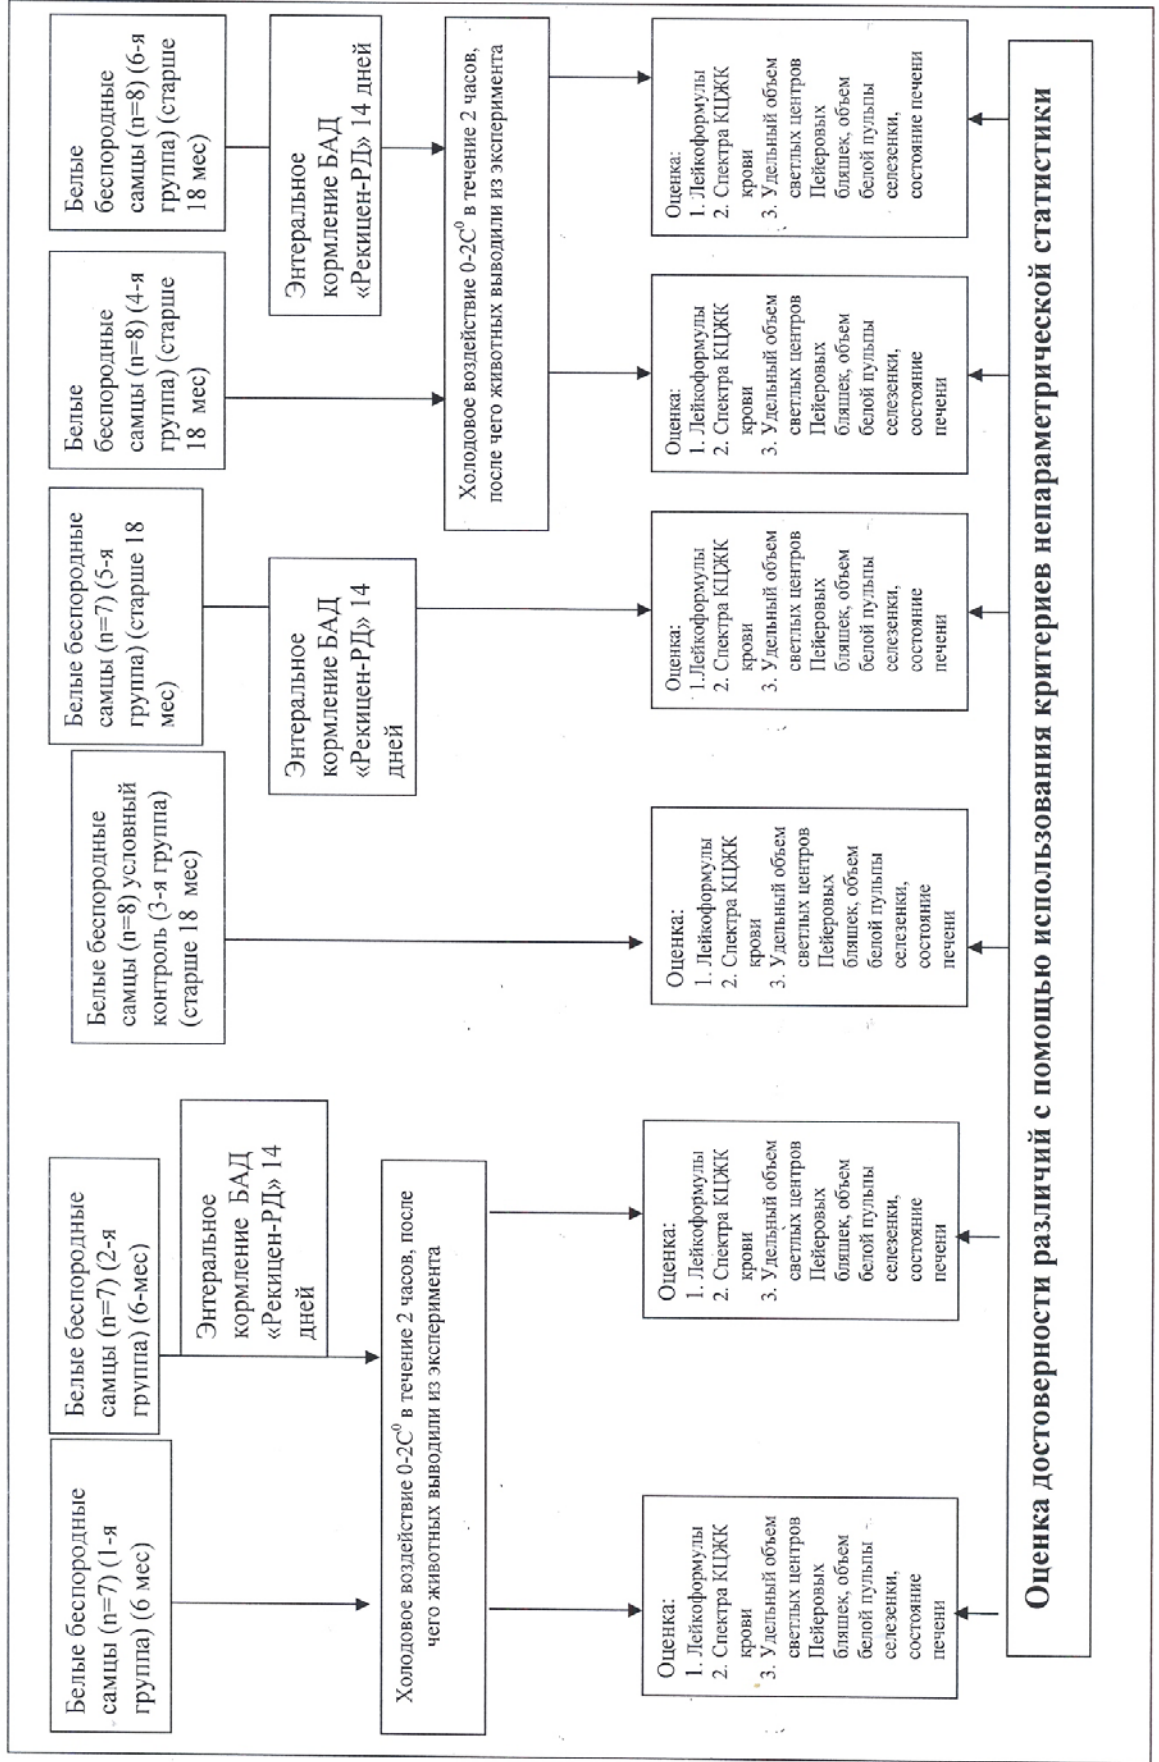 Белые беспородные
самцы (n=7) (1-я
группа) (6 мес)
Белые беспородные
самцы (n=7) (2-я
группа) (6-мес)
Белые беспородные
самцы (n=8) условный
контроль (3-я группа)
(старше 18 мес)
Белые беспородные
самцы (n=7) (5-я
группа) (старше 18
мес)
Белые
беспородные
самцы (n=8) (4-я
группа) (старше
18 мес)
Белые
беспородные
самцы (n=8) (6-я
группа) (старше
18 мес)
Энтеральное
кормление БАД
«Рекицен-РД» 14
дней
Энтеральное
кормление БАД
«Рекицен-РД» 14
дней
Энтеральное
кормление БАД
«Рекицен-РД» 14 дней
Холодовое воздействие 0-2С⁰ в течение 2 часов, после
чего животных выводили из эксперимента
Холодовое воздействие 0-2С⁰ в течение 2 часов,
после чего животных выводили из эксперимента
Оценка:
1. Лейкоформулы
2. Спектра КЦЖК
крови
3. Удельный объем
светлых центров
Пейеровых
бляшек, объем
белой пульпы
селезенки,
состояние
печени
Оценка:
1. Лейкоформулы
2. Спектра КЦЖК
крови
3. Удельный объем
светлых центров
Пейеровых
бляшек, объем
белой пульпы
селезенки,
состояние
печени
Оценка:
1. Лейкоформулы
2. Спектра КЦЖК
крови
3. Удельный объем
светлых центров
Пейеровых
бляшек, объем
белой пульпы
селезенки,
состояние
печени
Оценка:
1.Лейкоформулы
2. Спектра КЦЖК
крови
3. Удельный объем
светлых центров
Пейеровых
бляшек, объем
белой пульпы
селезенки,
состояние
печени
Оценка:
1. Лейкоформулы
2. Спектра КЦЖК
крови
3. Удельный объем
светлых центров
Пейеровых
бляшек, объем
белой пульпы
селезенки,
состояние
печени
Оценка:
1. Лейкоформулы
2. Спектра КЦЖК
крови
3. Удельный объем
светлых центров
Пейеровых
бляшек, объем
белой пульпы
селезенки,
состояние печени
Оценка достоверности различий с помощью использования критериев непараметрической статистики